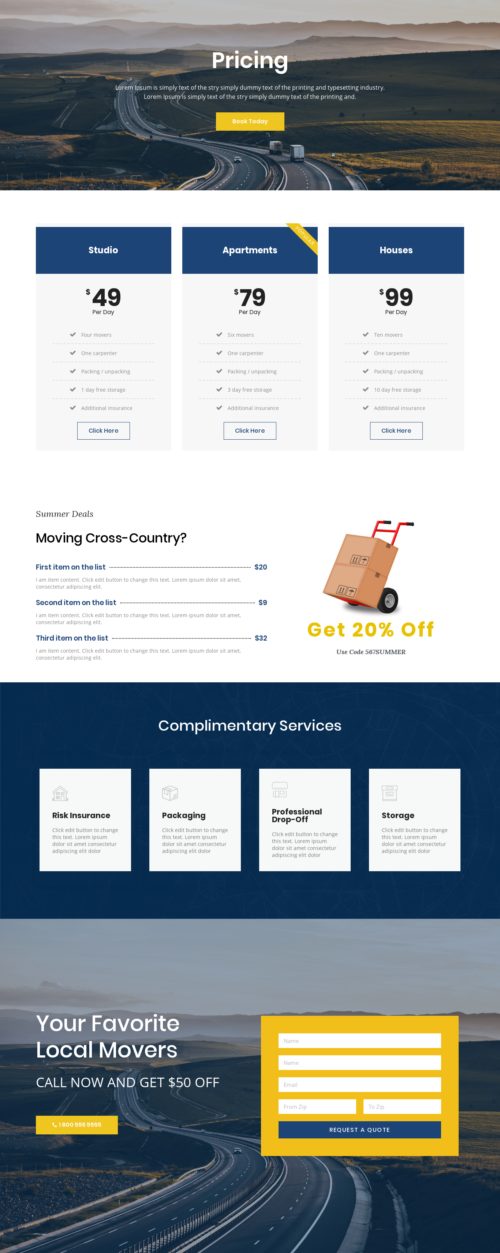 Pricing
Lorem Ipsum is simply text of the stry simply dummy text of the printing and typesetting industry.
Lorem Ipsum is simply text of the stry simply dummy text of the printing and.
Book Today
Studio
$49
Per Day
Four movers
One carpenter
Packing / unpacking
1 day free storage
Additional insurance
Click Here
Apartments
$79
Per Day
Six movers
One carpenter
Packing / unpacking
3 day free storage
Additional insurance
Click Here
Houses
$99
Per Day
Ten movers
One carpenter
Packing / unpacking
10 day free storage
Additional insurance
Click Here
Summer Deals
Moving Cross-Country?
First item on the list $20
I am item content. Click edit button to change this text. Lorem ipsum dolor sit amet,
consectetur adipiscing elit.
Second item on the list $9
I am item content. Click edit button to change this text. Lorem ipsum dolor sit amet,
consectetur adipiscing elit.
Third item on the list $32
I am item content. Click edit button to change this text. Lorem ipsum dolor sit amet,
consectetur adipiscing elit.
Get 20% Off
Use Code 567SUMMER
Complimentary Services
Risk Insurance
Click edit button to change
this text. Lorem ipsum
dolor sit amet consectetur
adipiscing elit dolor
Packaging
Click edit button to change
this text. Lorem ipsum
dolor sit amet consectetur
adipiscing elit dolor
Professional
Drop-Off
Click edit button to change
this text. Lorem ipsum
dolor sit amet consectetur
adipiscing elit dolor
Storage
Click edit button to change
this text. Lorem ipsum
dolor sit amet consectetur
adipiscing elit dolor
Your Favorite
Local Movers
CALL NOW AND GET $50 OFF
Name
Name
Email
From Zip
To Zip
REQUEST A QUOTE